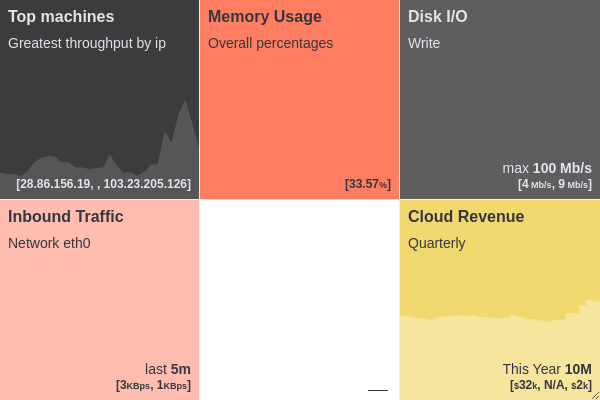 Top machines
Greatest throughput by ip
[28.86.156.19, , 103.23.205.126]
Memory Usage
Overall percentages
[33.57%]
Disk I/O
Write
max 100 Mb/s
[4 Mb/s, 9 Mb/s]
Inbound Traffic
Network eth0
last 5m
[3KBps, 1KBps]
Cloud Revenue
Quarterly
This Year 10M
[$32k, N/A, $2k]